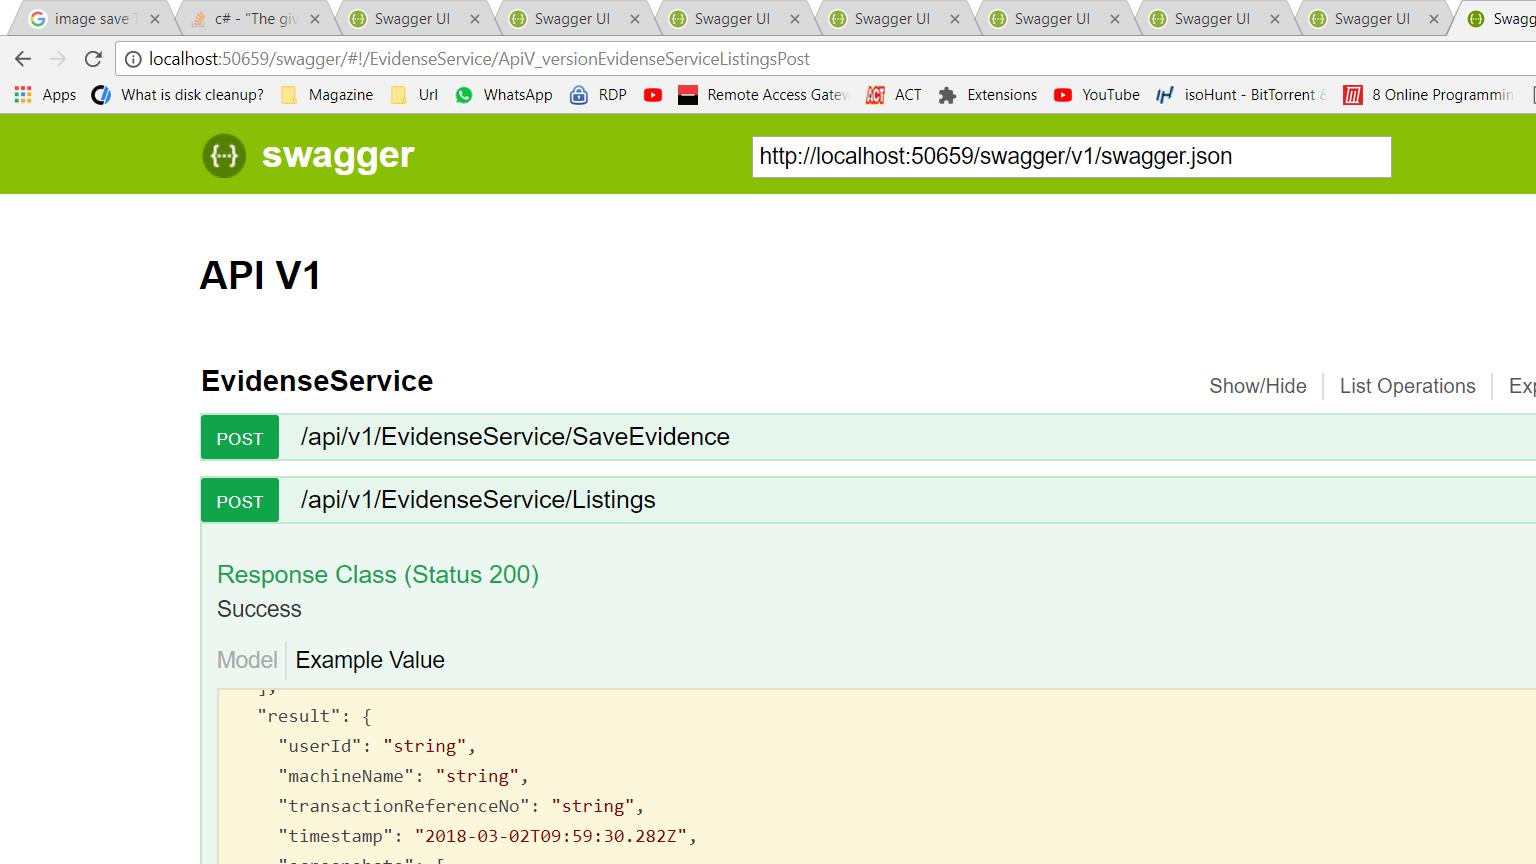 image save T c# - "The giv Swagger UI Swagger UI Swagger UI Swagger UI Swagger UI Swagger UI Swagger UI Swagg
localhost:50659/swagger/#!/EvidenseService/ApiV_versionEvidenseServiceListingsPost
Apps What is disk cleanup? Magazine Url WhatsApp RDP Remote Access Gatew ACT ACT Extensions YouTube isoHunt - BitTorrent & 8 Online Programmin
{···} swagger http://localhost:50659/swagger/v1/swagger.json
API V1
EvidenseService Show/Hide List Operations Exp
POST /api/v1/EvidenseService/SaveEvidence
POST /api/v1/EvidenseService/Listings
Response Class (Status 200)
Success
Model Example Value
],
"result": {
"userId": "string",
"machineName": "string",
"transactionReferenceNo": "string",
"timestamp": "2018-03-02T09:59:30.282Z",